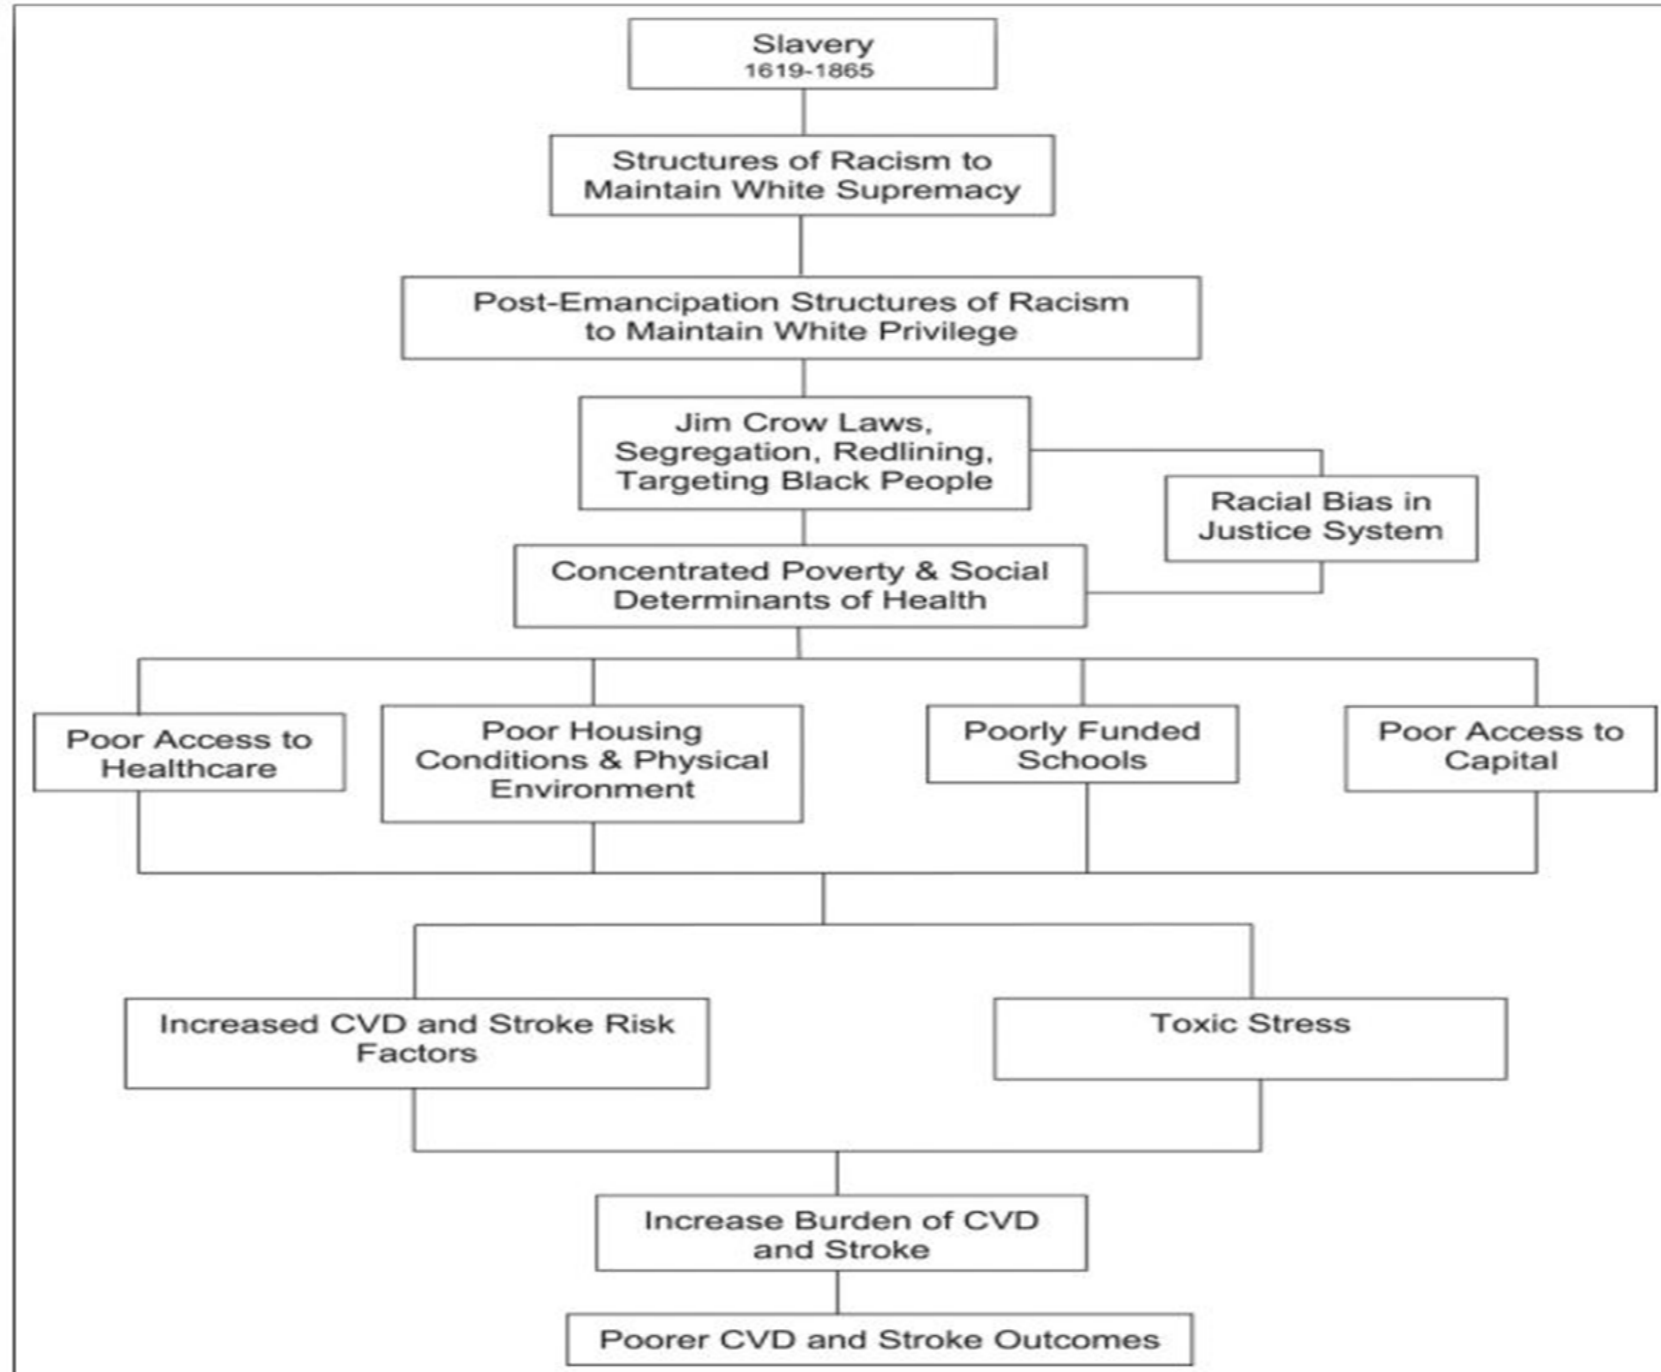 Slavery
1619-1865
Structures of Racism to
Maintain White Supremacy
Post-Emancipation Structures of Racism
to Maintain White Privilege
Jim Crow Laws,
Segregation, Redlining,
Targeting Black People
Racial Bias in
Justice System
Concentrated Poverty & Social
Determinants of Health
Poor Access to
Healthcare
Poor Housing
Conditions & Physical
Environment
Poorly Funded
Schools
Poor Access to
Capital
Increased CVD and Stroke Risk
Factors
Toxic Stress
Increase Burden of CVD
and Stroke
Poorer CVD and Stroke Outcomes